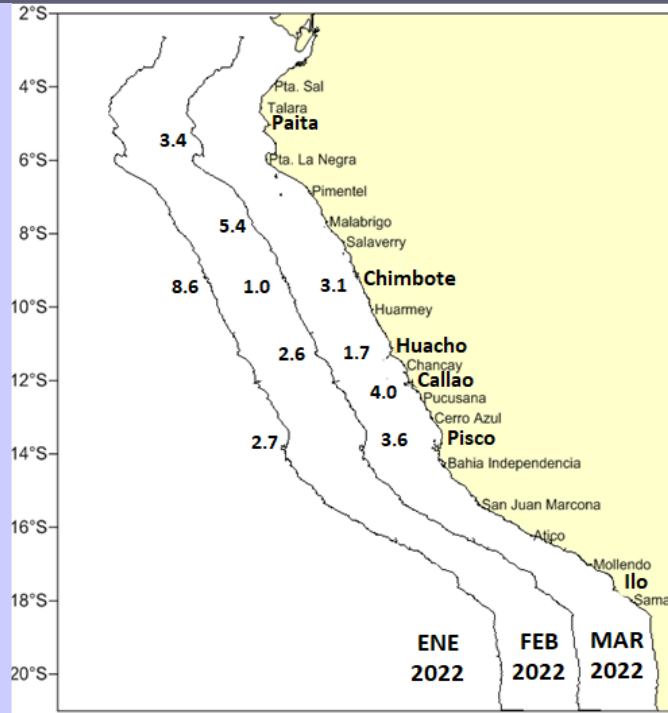 2°S
4°S
Pta. Sal
Talara
Paita
3.4
6°S
Pta. La Negra
Pimentel
5.4
Malabrigo
8°S
Salaverry
8.6
1.0
3.1
Chimbote
10°S
Huarmey
2.6
1.7
Huacho
Chancay
12°S
Callao
4.0
Pucusana
Cerro Azul
2.7
3.6
Pisco
14°S
Bahia Independencia
San Juan Marcona
16°S
Atico
Mollendo
Ilo
18°S
Sama
ENE
2022
FEB
2022
MAR
2022
20°S